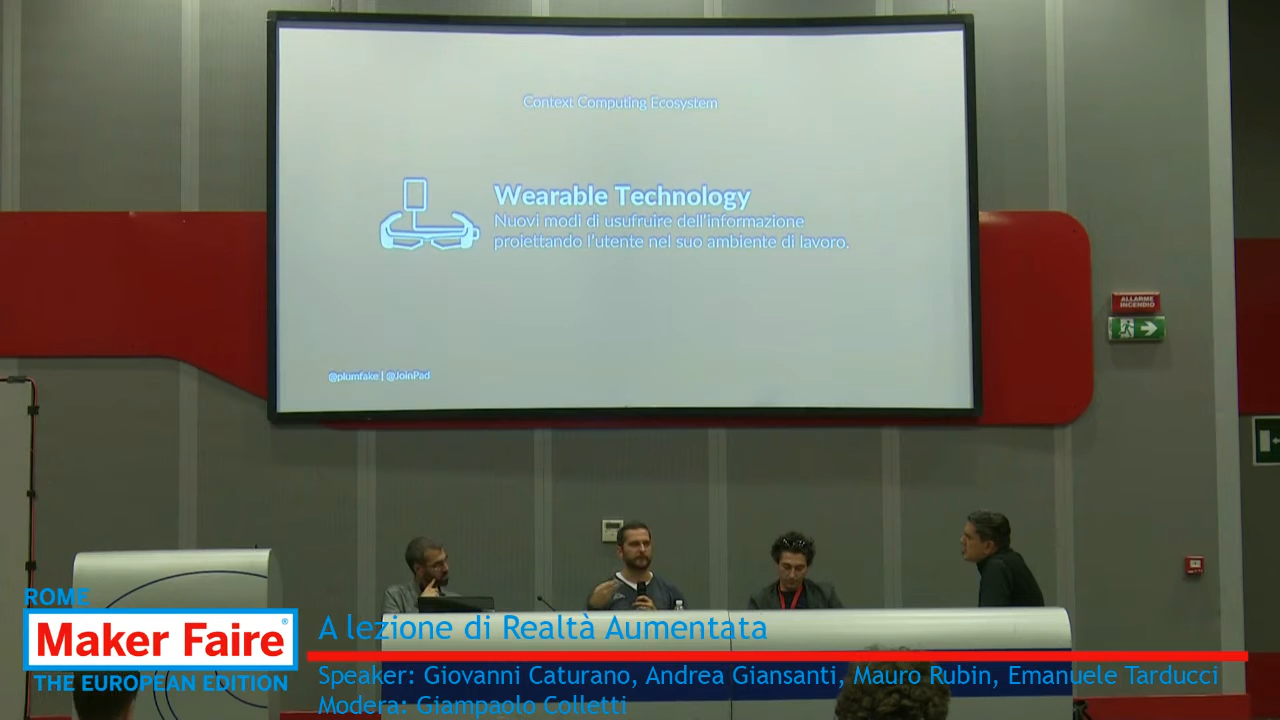 Context Computing Ecosystem
Wearable Technology
Nuovi modi di usufruire dell'informazione
proiettando l'utente nel suo ambiente di lavoro.
@plumfake | @JoinPad
ALLARME
INCENDIO
ROME
Maker Faire®
THE EUROPEAN EDITION
A lezione di Realtà Aumentata
Speaker: Giovanni Caturano, Andrea Giansanti, Mauro Rubin, Emanuele Tarducci
Modera: Giampaolo Colletti